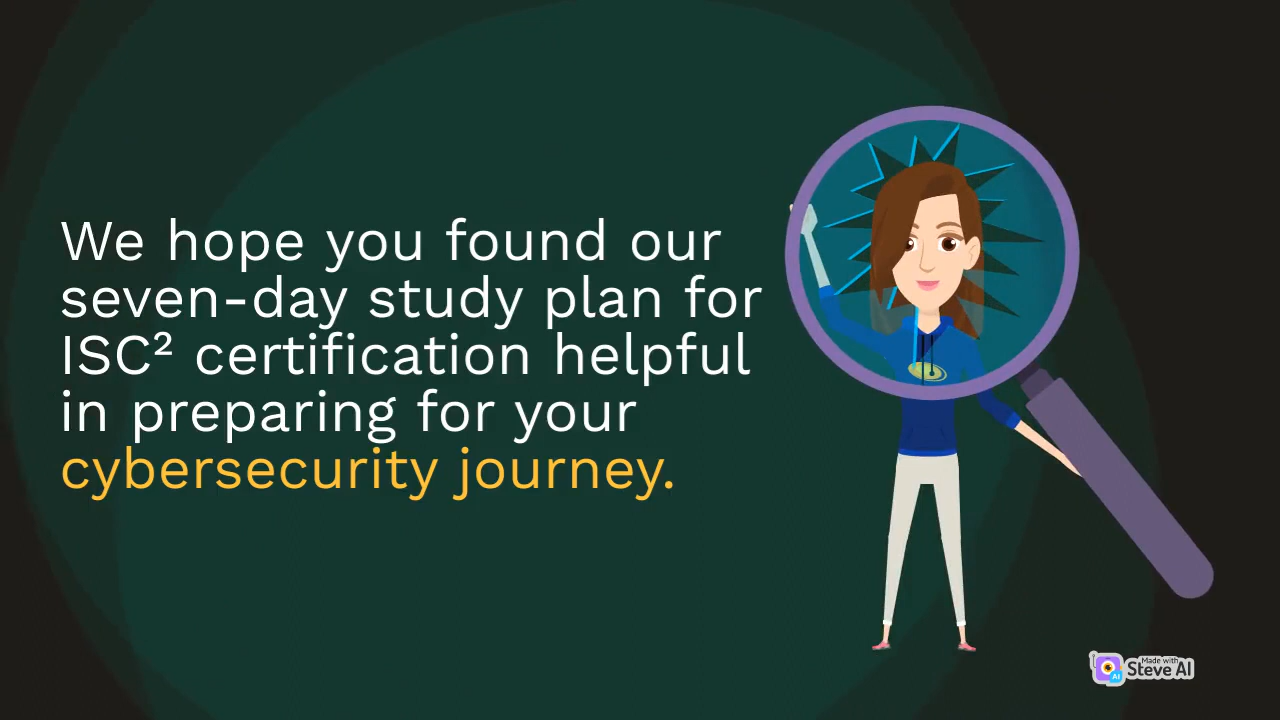 We hope you found our
seven-day study plan for
ISC² certification helpful
in preparing for your
cybersecurity journey.
Made with
Steve AI
AI